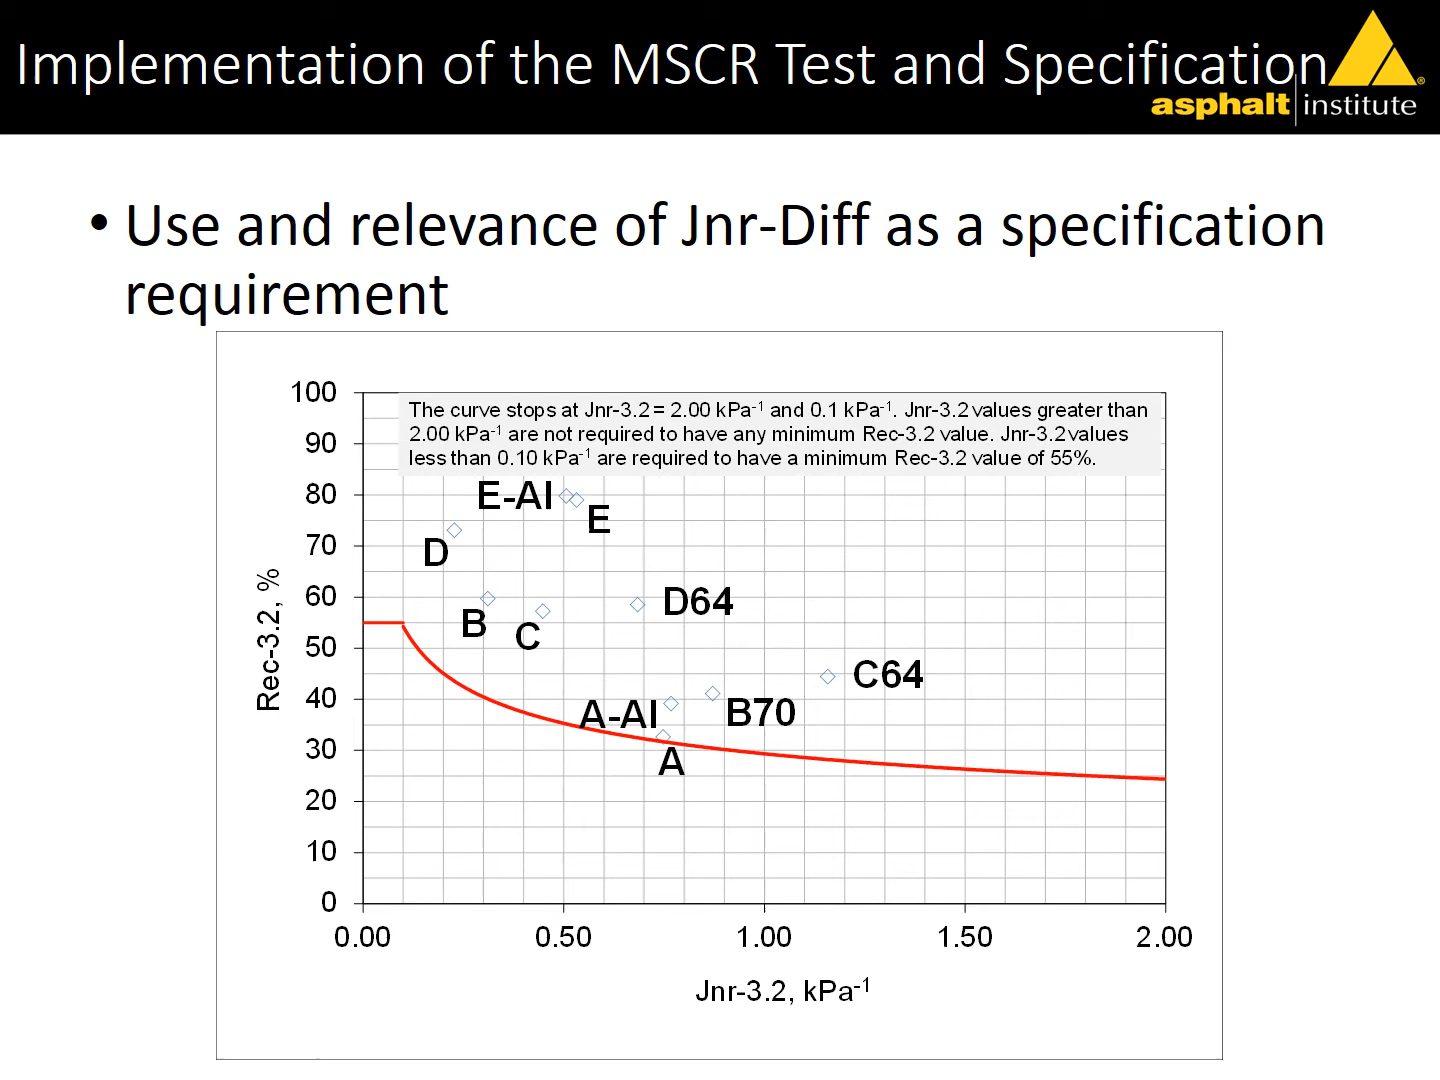 Implementation of the MSCR Test and Specification
asphalt institute
• Use and relevance of Jnr-Diff as a specification
requirement
The curve stops at Jnr-3.2 = 2.00 kPa-1 and 0.1 kPa-1. Jnr-3.2 values greater than
2.00 kPa-1 are not required to have any minimum Rec-3.2 value. Jnr-3.2 values
less than 0.10 kPa-1 are required to have a minimum Rec-3.2 value of 55%.
100
90
80
70
60
50
40
30
20
10
0
Rec-3.2, %
E-AI
E
D
D64
B
C
C64
A-AI
B70
A
0.00 0.50 1.00 1.50 2.00
Jnr-3.2, kPa-1